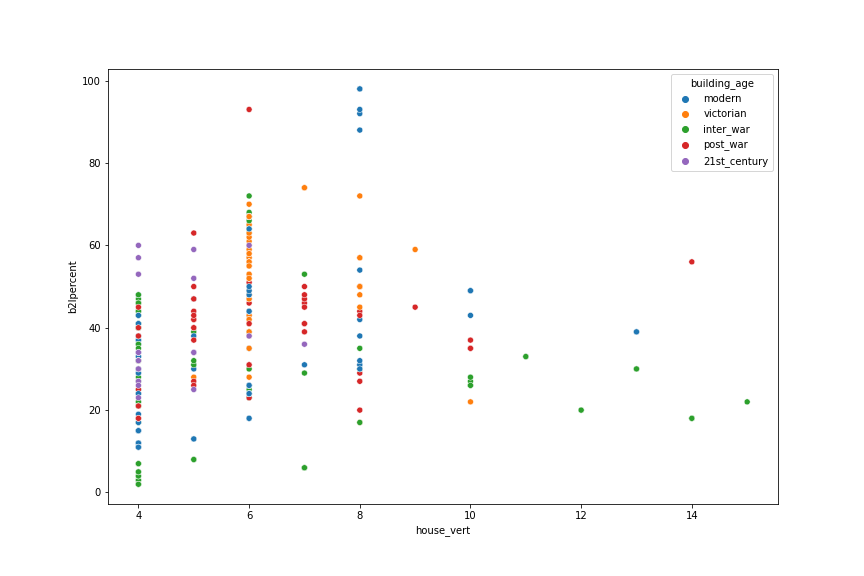 building_age
modern
victorian
inter_war
post_war
21st_century
b2lpercent
100
80
60
40
20
0
4 6 8 10 12 14
house_vert